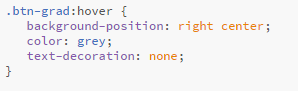 .btn-grad:hover {
    background-position: right center;
    color: grey;
    text-decoration: none;
}